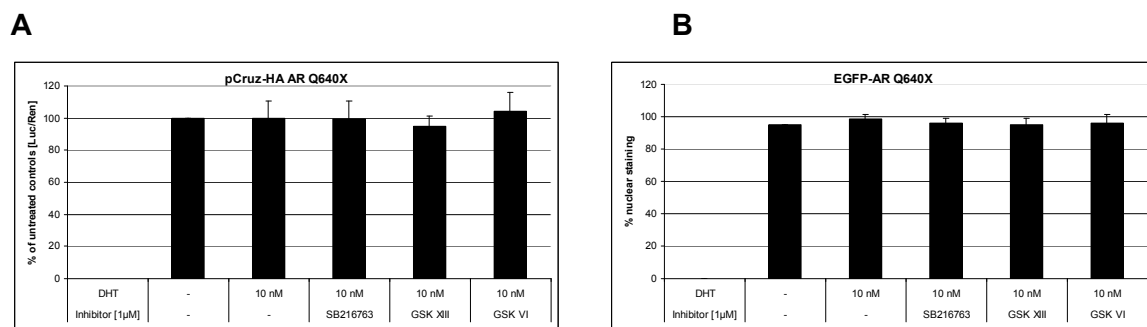 A
B
pCruz-HA AR Q640X
% of untreated controls [Luc/Ren]
120
100
80
60
40
20
0
DHT - 10 nM 10 nM 10 nM 10 nM
Inhibitor [1µM] - - SB216763 GSK XIII GSK VI
EGFP-AR Q640X
% nuclear staining
120
100
80
60
40
20
0
DHT - 10 nM 10 nM 10 nM 10 nM
Inhibitor [1µM] - - SB216763 GSK XIII GSK VI